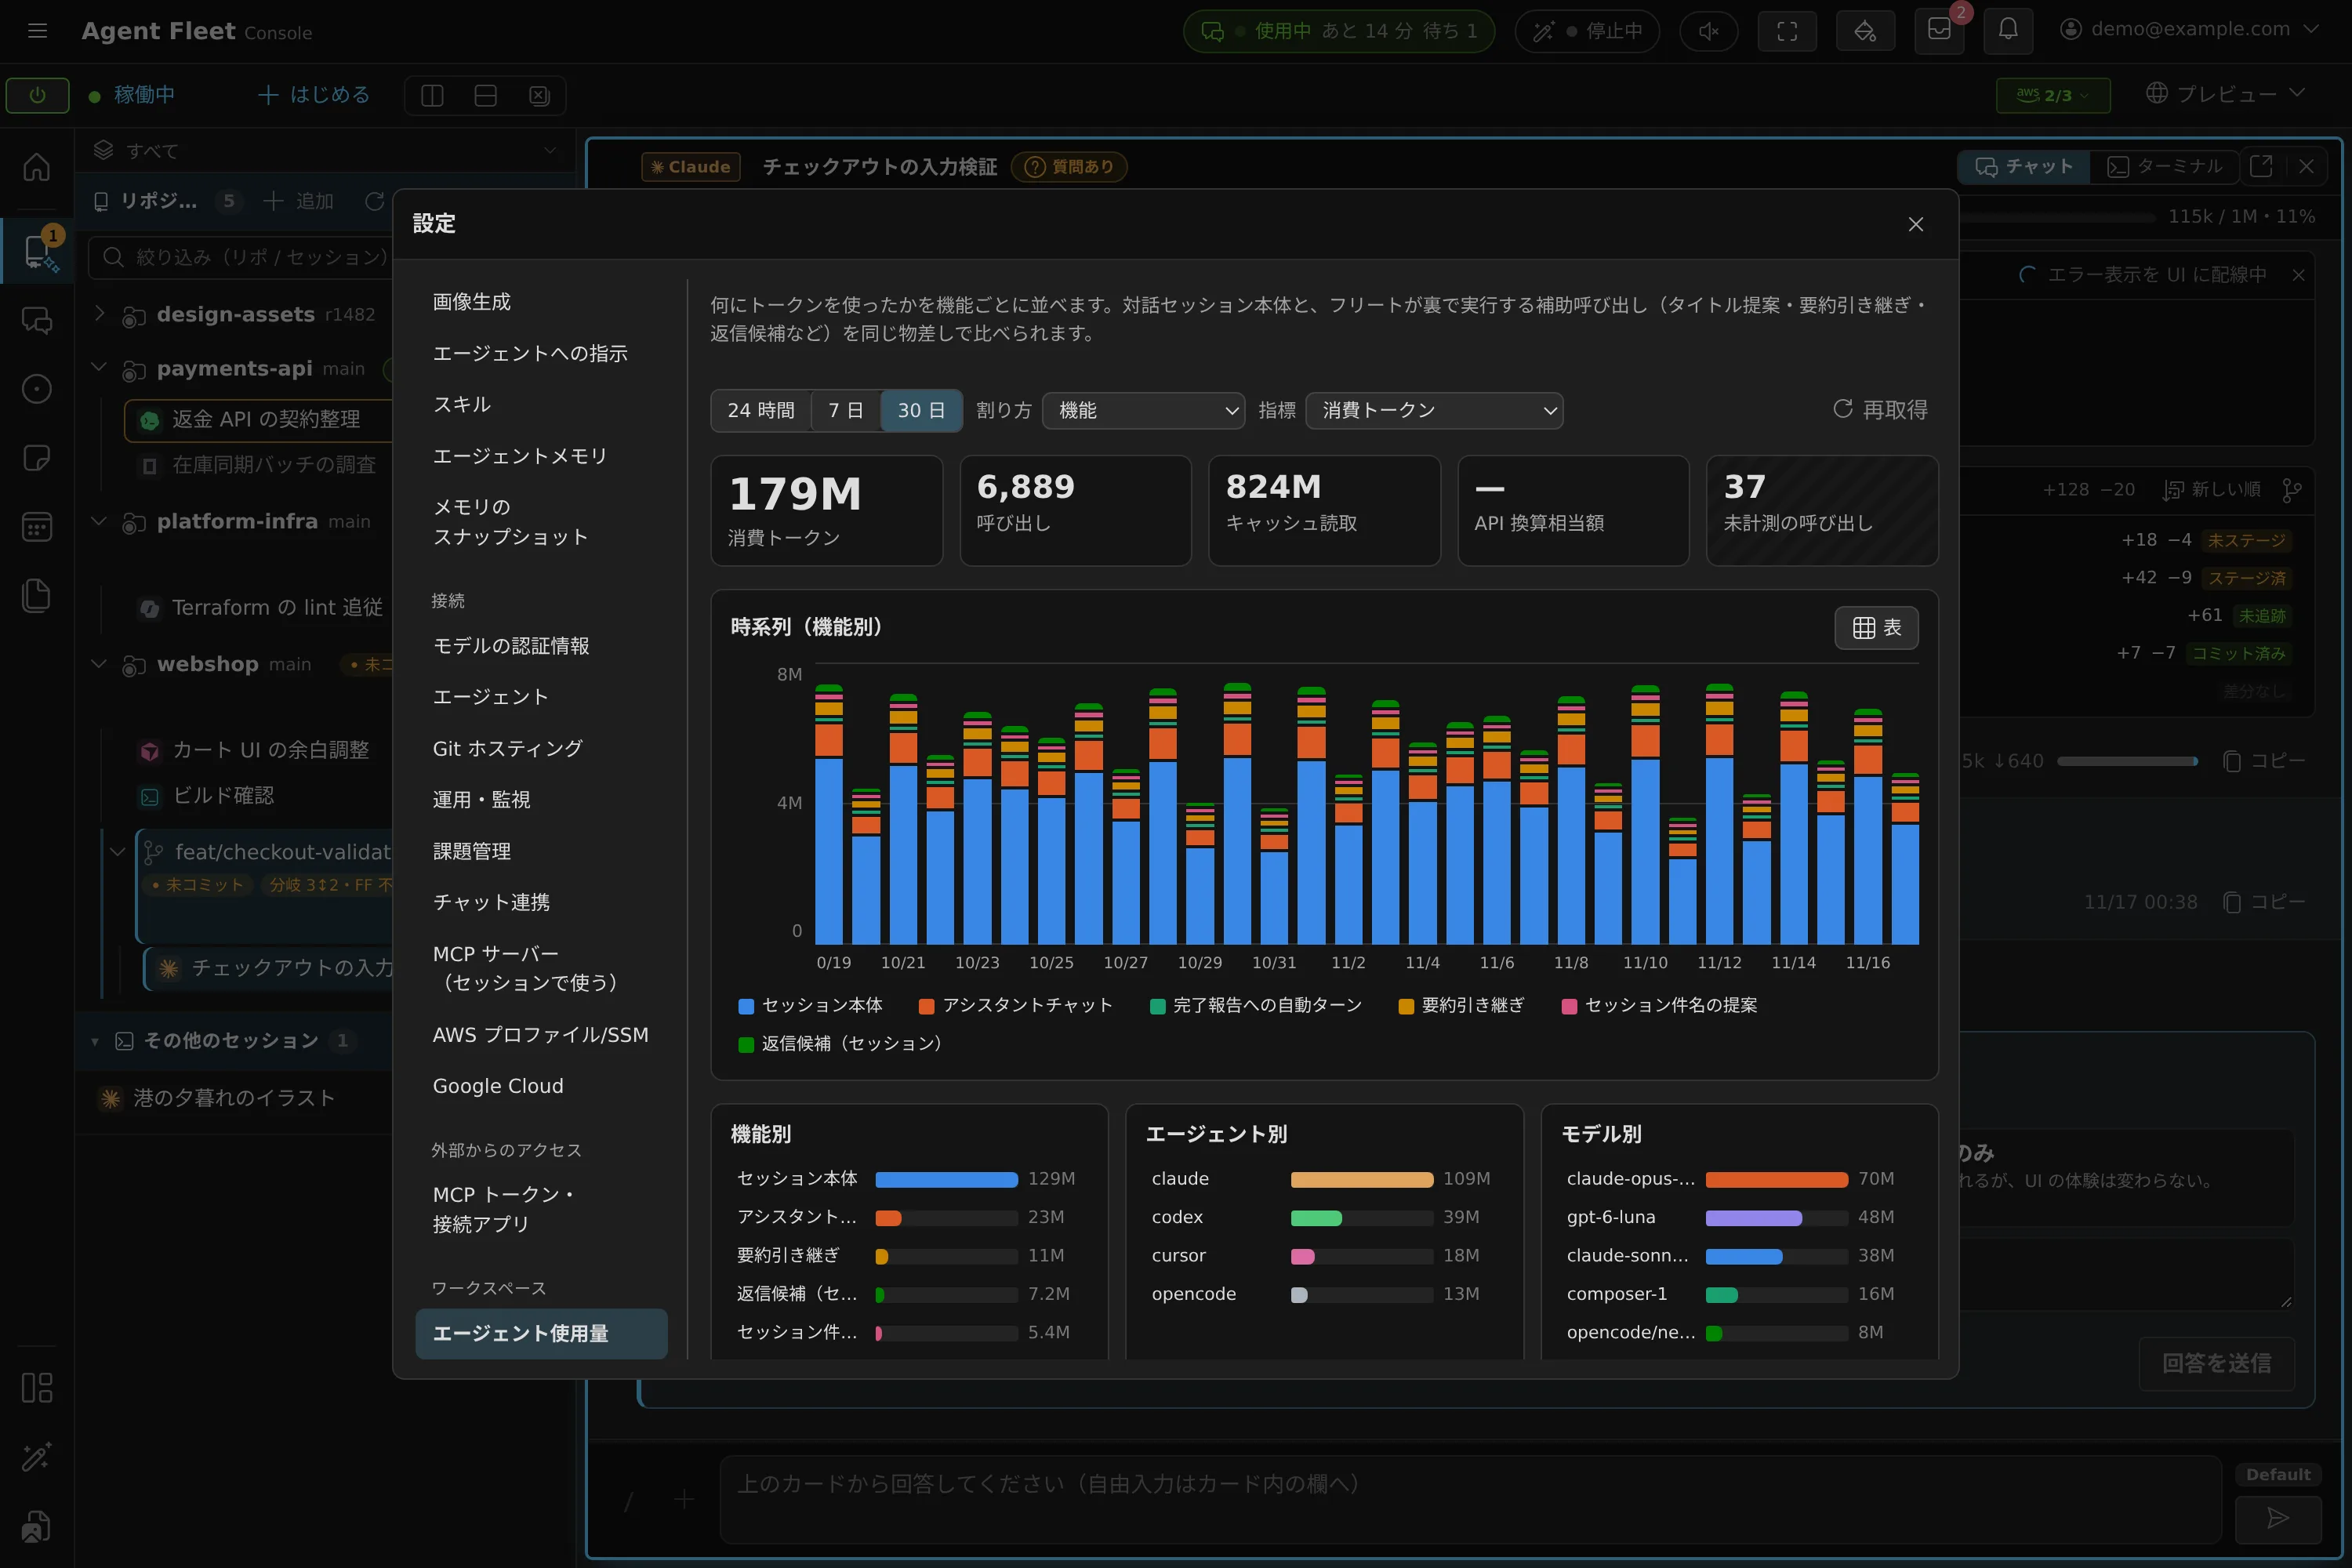 Agent Fleet Console
使用中 あと 14 分 待ち 1
停止中
2
demo@example.com
稼働中
はじめる
aws 2/3
プレビュー
すべて
リポジ... 5 追加
1
絞り込み（リポ / セッション）
design-assets r1482
payments-api main
返金 API の契約整理
在庫同期バッチの調査
platform-infra main
Terraform の lint 追従
webshop main
カート UI の余白調整
ビルド確認
feat/checkout-validat
• 未コミット 分岐 3↕2・FF 不
チェックアウトの入力
その他のセッション 1
港の夕暮れのイラスト
Claude チェックアウトの入力検証 質問あり
チャット ターミナル
115k / 1M • 11%
エラー表示を UI に配線中
+128 −20 新しい順
+18 −4 未ステージ
+42 −9 ステージ済
+61 未追跡
+7 −7 コミット済み
差分なし
5k ↓640 コピー
11/17 00:38 コピー
のみ
れるが、UI の体験は変わらない。
回答を送信
上のカードから回答してください（自由入力はカード内の欄へ）
Default
設定
画像生成
エージェントへの指示
スキル
エージェントメモリ
メモリの
スナップショット
接続
モデルの認証情報
エージェント
Git ホスティング
運用・監視
課題管理
チャット連携
MCP サーバー
（セッションで使う）
AWS プロファイル/SSM
Google Cloud
外部からのアクセス
MCP トークン・
接続アプリ
ワークスペース
エージェント使用量
何にトークンを使ったかを機能ごとに並べます。対話セッション本体と、フリートが裏で実行する補助呼び出し（タイトル提案・要約引き継ぎ・
返信候補など）を同じ物差しで比べられます。
24 時間 7 日 30 日 割り方 機能 指標 消費トークン 再取得
179M
消費トークン
6,889
呼び出し
824M
キャッシュ読取
—
API 換算相当額
37
未計測の呼び出し
時系列（機能別）
表
8M
4M
0
0/19 10/21 10/23 10/25 10/27 10/29 10/31 11/2 11/4 11/6 11/8 11/10 11/12 11/14 11/16
セッション本体 アシスタントチャット 完了報告への自動ターン 要約引き継ぎ セッション件名の提案
返信候補（セッション）
機能別
セッション本体 129M
アシスタント... 23M
要約引き継ぎ 11M
返信候補（セ... 7.2M
セッション件... 5.4M
エージェント別
claude 109M
codex 39M
cursor 18M
opencode 13M
モデル別
claude-opus-... 70M
gpt-6-luna 48M
claude-sonn... 38M
composer-1 16M
opencode/ne... 8M